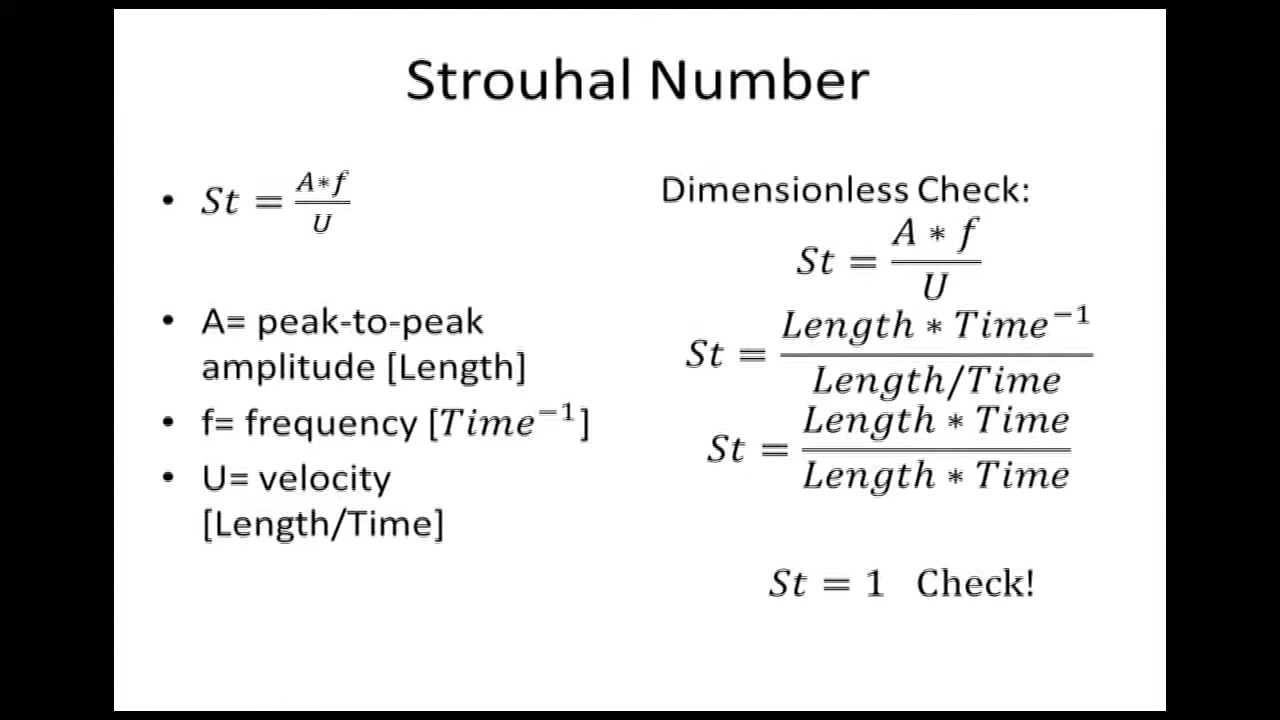 Strouhal Number
• St = A∗f / U
• A= peak-to-peak
amplitude [Length]
• f= frequency [Time⁻¹]
• U= velocity
[Length/Time]
Dimensionless Check:
St = A ∗ f / U
St = Length ∗ Time⁻¹ / Length/Time
St = Length ∗ Time / Length ∗ Time
St = 1 Check!